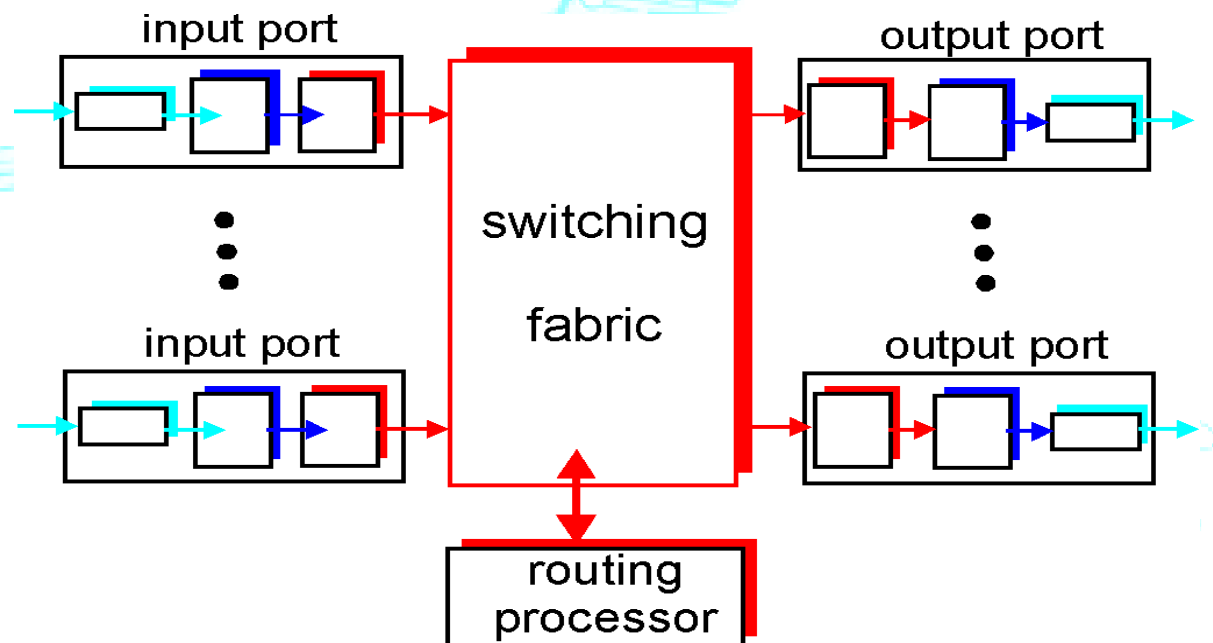 input port
output port
switching
fabric
input port
output port
routing
processor